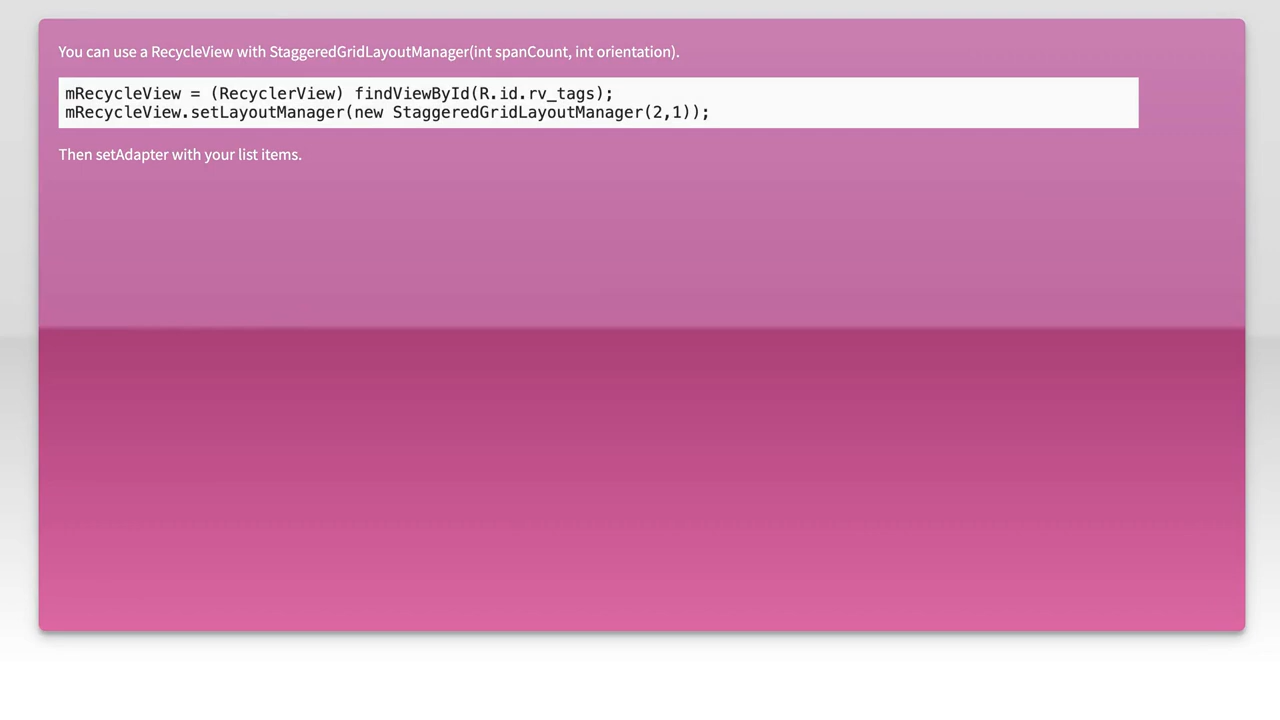 You can use a RecycleView with StaggeredGridLayoutManager(int spanCount, int orientation).
mRecycleView = (RecyclerView) findViewById(R.id.rv_tags);
mRecycleView.setLayoutManager(new StaggeredGridLayoutManager(2,1));
Then setAdapter with your list items.